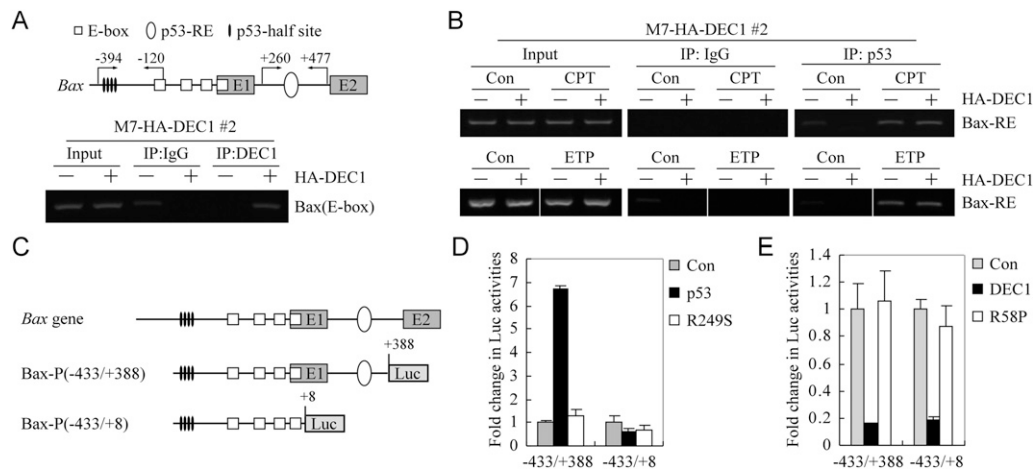 A
E-box p53-RE p53-half site
-394 -120 +260 +477
Bax E1 E2
M7-HA-DEC1 #2
Input IP:IgG IP:DEC1
— + — + — + HA-DEC1
Bax(E-box)
B
M7-HA-DEC1 #2
Input IP: IgG IP: p53
Con CPT Con CPT Con CPT
— + — + — + — + — + — + HA-DEC1
Bax-RE
Con ETP Con ETP Con ETP
— + — + — + — + — + — + HA-DEC1
Bax-RE
C
Bax gene E1 E2
+388
Bax-P(-433/+388) E1 Luc
+8
Bax-P(-433/+8) Luc
D
Fold change in Luc activities
8
7
6
5
4
3
2
1
0
-433/+388 -433/+8
Con
p53
R249S
E
Fold change in Luc activities
1.4
1.2
1
0.8
0.6
0.4
0.2
0
-433/+388 -433/+8
Con
DEC1
R58P